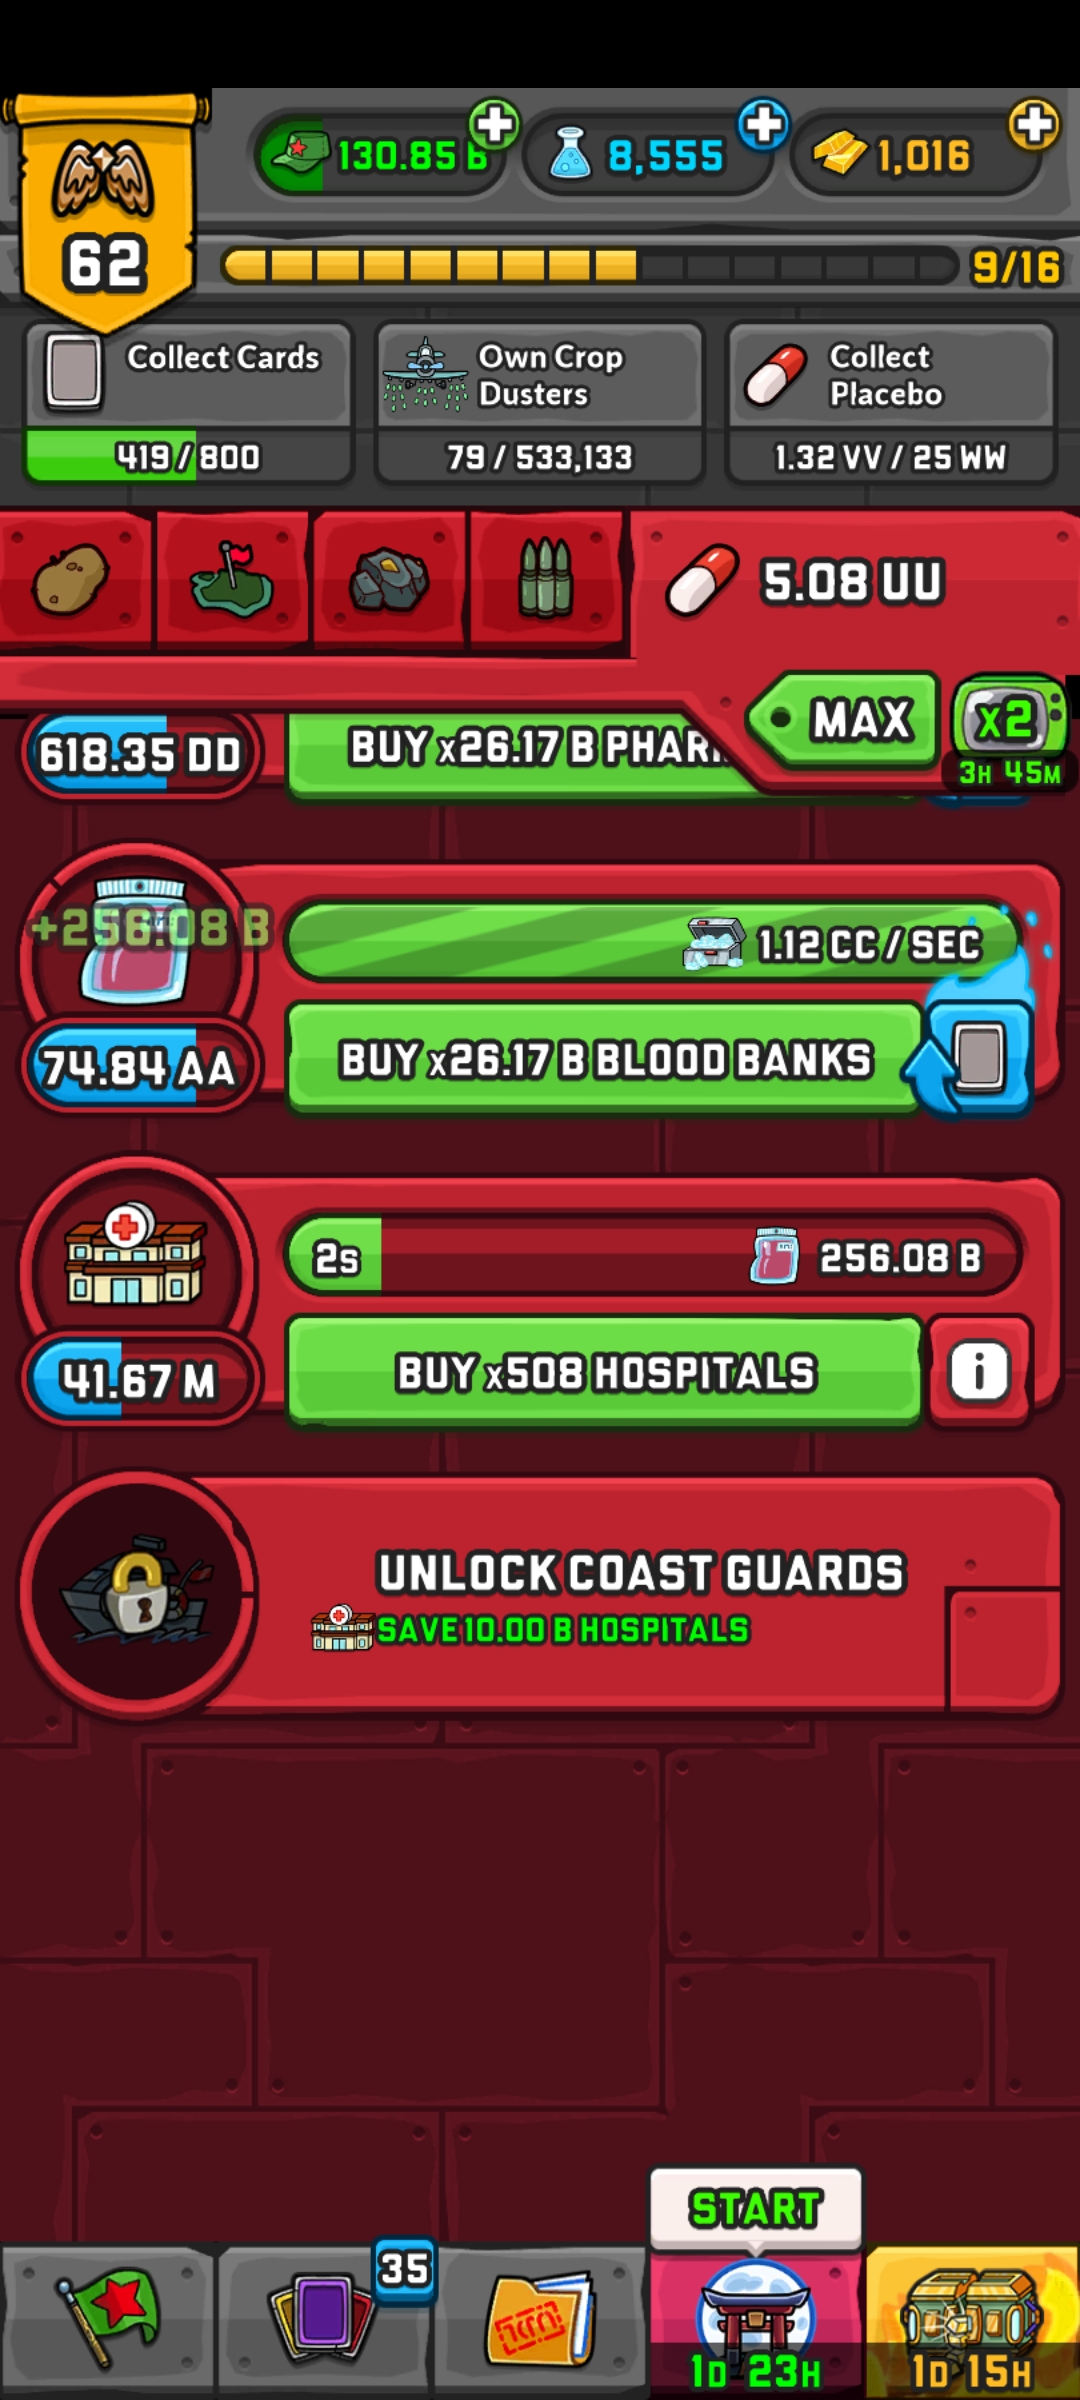 62
130.85 B
8,555
1,016
9/16
Collect Cards
419 / 800
Own Crop
Dusters
79 / 533,133
Collect
Placebo
1.32 VV / 25 WW
5.08 UU
MAX
x2
3H 45M
618.35 DD
BUY x26.17 B PHAR
+256.08 B
1.12 CC / SEC
74.84 AA
BUY x26.17 B BLOOD BANKS
2s
256.08 B
41.67 M
BUY x508 HOSPITALS
i
UNLOCK COAST GUARDS
SAVE 10.00 B HOSPITALS
START
35
1D 23H
1D 15H